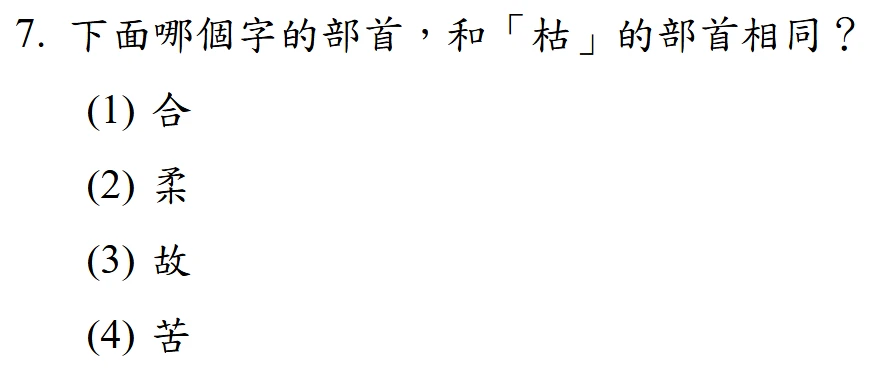 7. 下面哪個字的部首，和「枯」的部首相同？
(1) 合
(2) 柔
(3) 故
(4) 苦